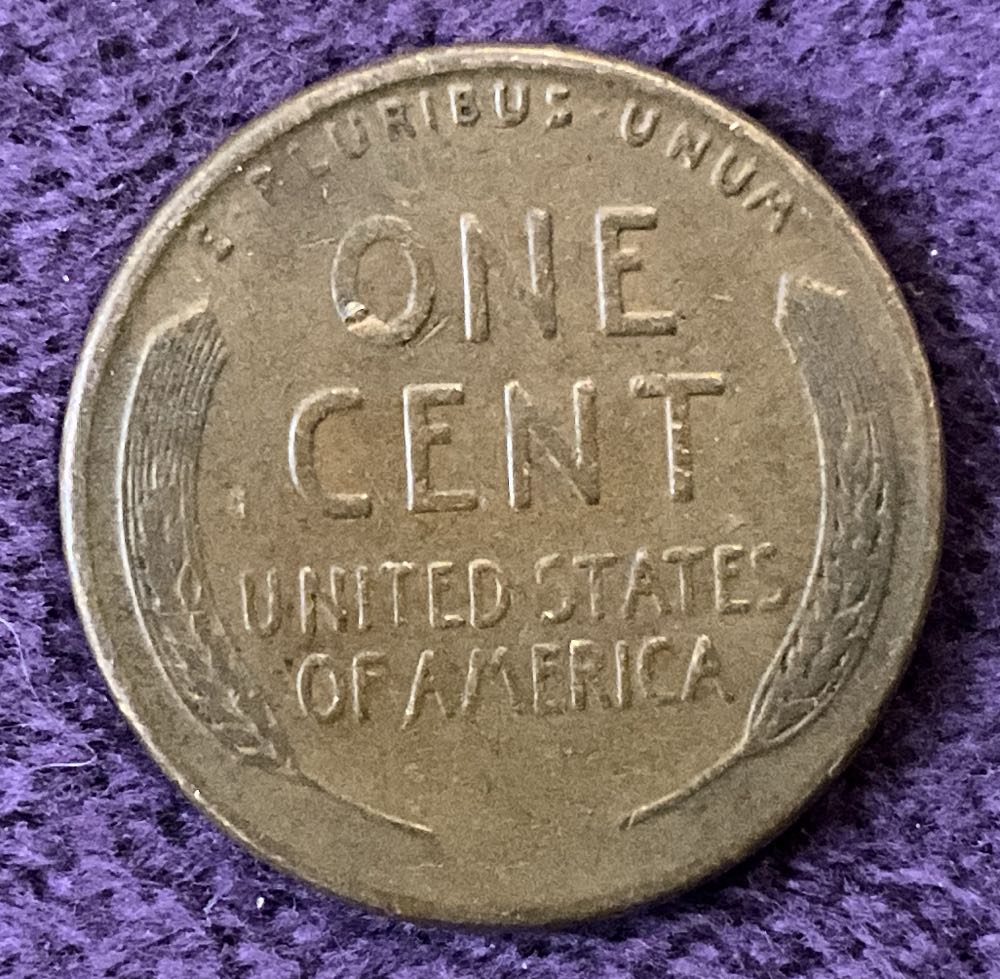 E PLURIBUS · UNUM
ONE
CENT
UNITED·STATES
OF AMERICA